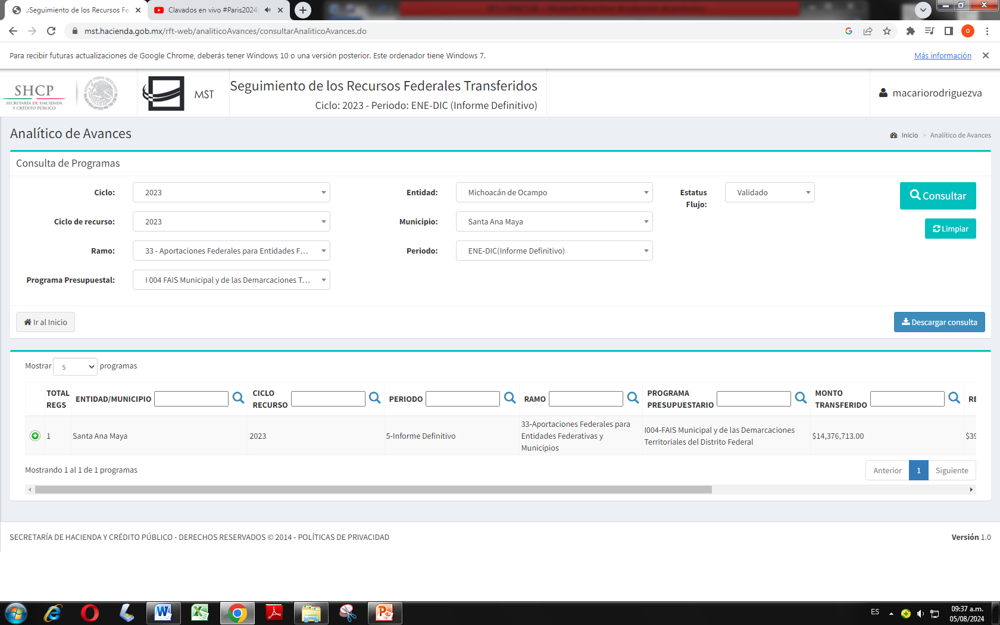 .:Seguimiento de los Recursos Fe
Clavados en vivo #Paris2024:
mst.hacienda.gob.mx/rft-web/analiticoAvances/consultarAnaliticoAvances.do
Para recibir futuras actualizaciones de Google Chrome, deberás tener Windows 10 o una versión posterior. Este ordenador tiene Windows 7.
Más información
SHCP
SECRETARÍA DE HACIENDA
Y CRÉDITO PÚBLICO
ESTADOS UNIDOS MEXICANOS
MST
Seguimiento de los Recursos Federales Transferidos
Ciclo: 2023 - Periodo: ENE-DIC (Informe Definitivo)
macariorodriguezva
Analítico de Avances
Inicio > Analítico de Avances
Consulta de Programas
Ciclo: 2023
Entidad: Michoacán de Ocampo
Estatus Flujo: Validado
Consultar
Ciclo de recurso: 2023
Municipio: Santa Ana Maya
Limpiar
Ramo: 33 - Aportaciones Federales para Entidades F...
Periodo: ENE-DIC(Informe Definitivo)
Programa Presupuestal: I 004 FAIS Municipal y de las Demarcaciones T...
Ir al Inicio
Descargar consulta
Mostrar 5 programas
TOTAL REGS
ENTIDAD/MUNICIPIO
CICLO RECURSO
PERIODO
RAMO
PROGRAMA PRESUPUESTARIO
MONTO TRANSFERIDO
RE
1
Santa Ana Maya
2023
5-Informe Definitivo
33-Aportaciones Federales para
Entidades Federativas y
Municipios
I004-FAIS Municipal y de las Demarcaciones
Territoriales del Distrito Federal
$14,376,713.00
$39
Mostrando 1 al 1 de 1 programas
Anterior 1 Siguiente
SECRETARÍA DE HACIENDA Y CRÉDITO PÚBLICO - DERECHOS RESERVADOS © 2014 - POLÍTICAS DE PRIVACIDAD
Versión 1.0
ES
09:37 a.m.
05/08/2024